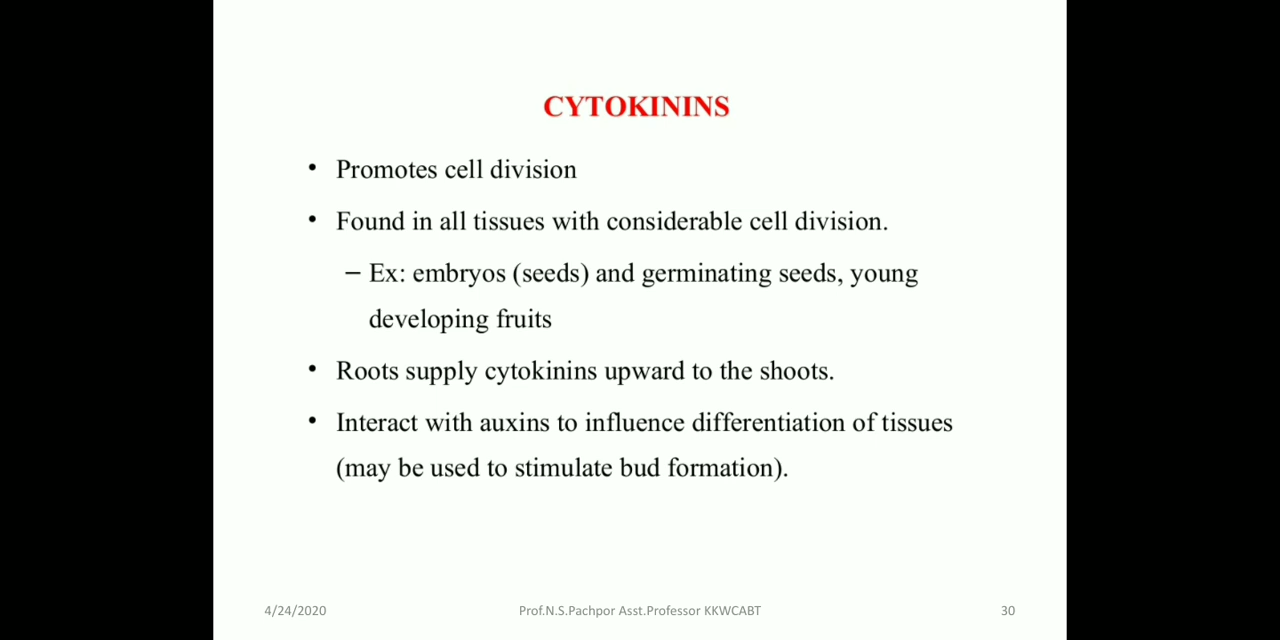 CYTOKININS
• Promotes cell division
• Found in all tissues with considerable cell division.
– Ex: embryos (seeds) and germinating seeds, young
developing fruits
• Roots supply cytokinins upward to the shoots.
• Interact with auxins to influence differentiation of tissues
(may be used to stimulate bud formation).
4/24/2020 Prof.N.S.Pachpor Asst.Professor KKWCABT 30